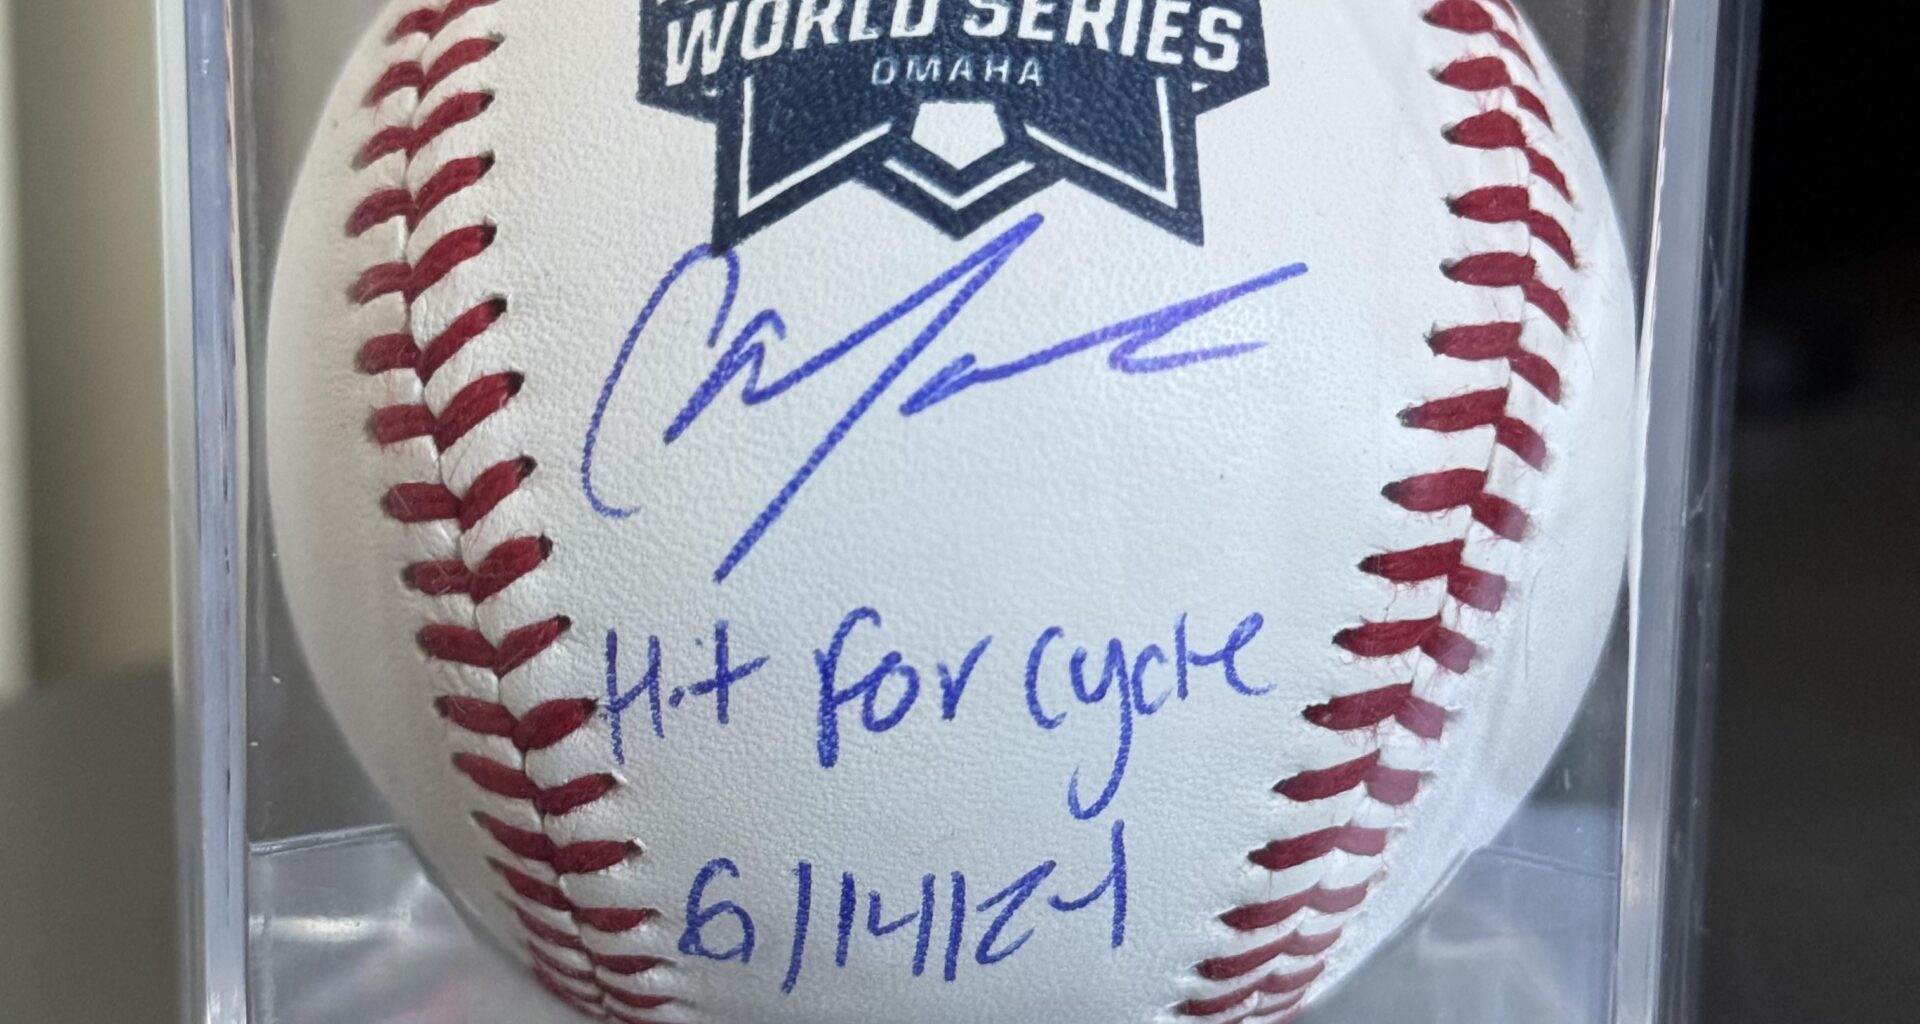 WORLD SERIES
OMAHA
Hit For Cycle
6/14/24